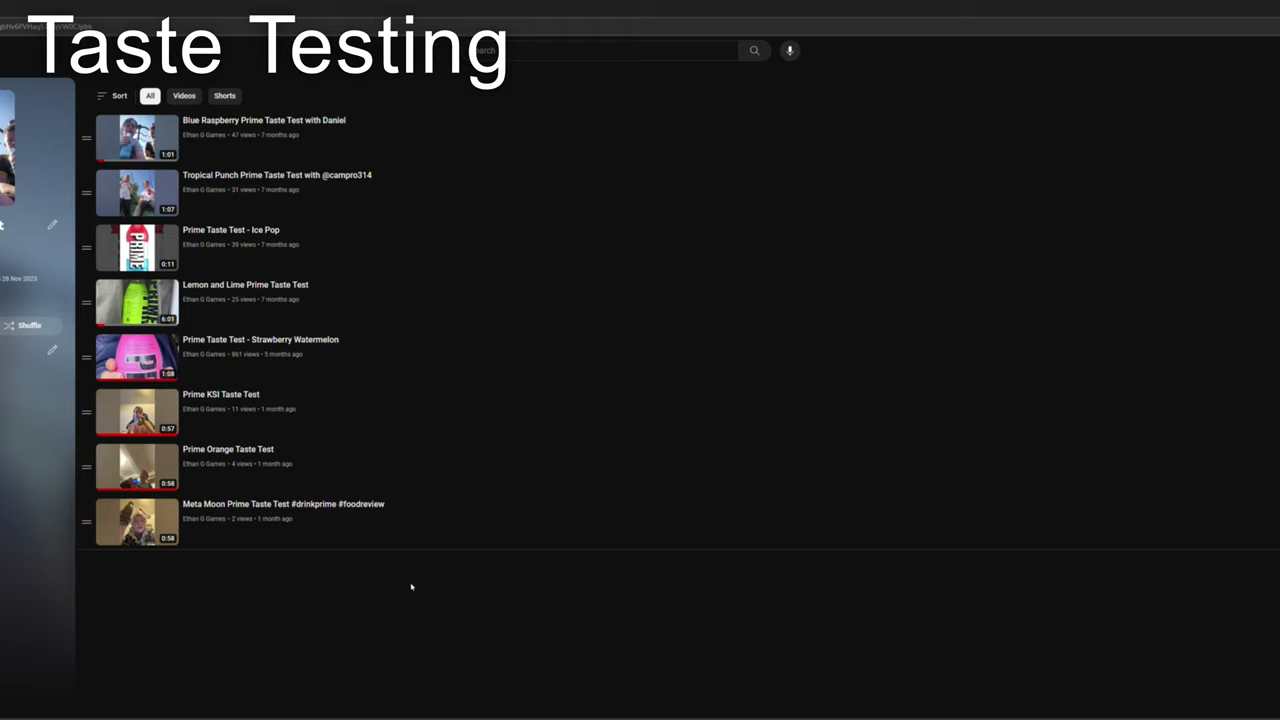 Taste Testing
Sort
All
Videos
Shorts
Blue Raspberry Prime Taste Test with Daniel
Ethan G Games • 47 views • 7 months ago
1:01
Tropical Punch Prime Taste Test with @campro314
Ethan G Games • 31 views • 7 months ago
1:07
Prime Taste Test - Ice Pop
Ethan G Games • 39 views • 7 months ago
PRIME
0:11
28 Nov 2023
Lemon and Lime Prime Taste Test
Ethan G Games • 25 views • 7 months ago
6:01
Shuffle
Prime Taste Test - Strawberry Watermelon
Ethan G Games • 861 views • 5 months ago
1:08
Prime KSI Taste Test
Ethan G Games • 11 views • 1 month ago
0:57
Prime Orange Taste Test
Ethan G Games • 4 views • 1 month ago
0:58
Meta Moon Prime Taste Test #drinkprime #foodreview
Ethan G Games • 2 views • 1 month ago
0:58